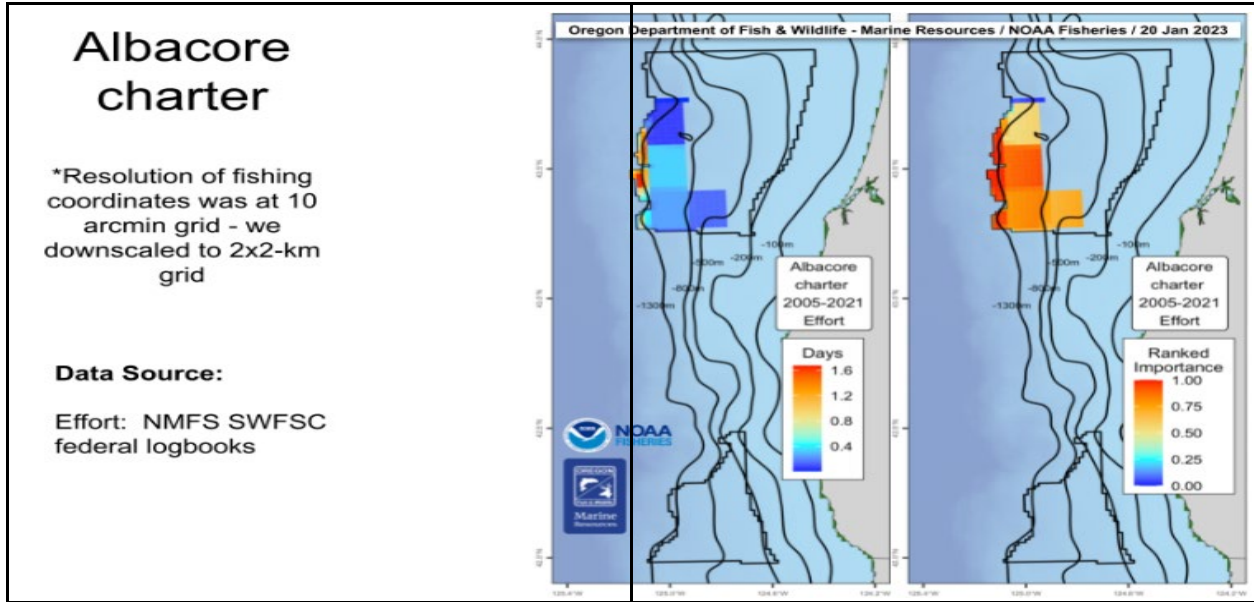 Albacore
charter
*Resolution of fishing
coordinates was at 10
arcmin grid - we
downscaled to 2x2-km
grid
Data Source:
Effort: NMFS SWFSC
federal logbooks
Oregon Department of Fish & Wildlife - Marine Resources / NOAA Fisheries / 20 Jan 2023
-100m
-200m
-500m
-800m
-1300m
Albacore
charter
2005-2021
Effort
Days
1.6
1.2
0.8
0.4
NOAA
FISHERIES
OREGON
Fish & Wildlife
Marine
Resources
-100m
-200m
-500m
-800m
-1300m
Albacore
charter
2005-2021
Effort
Ranked
Importance
1.00
0.75
0.50
0.25
0.00